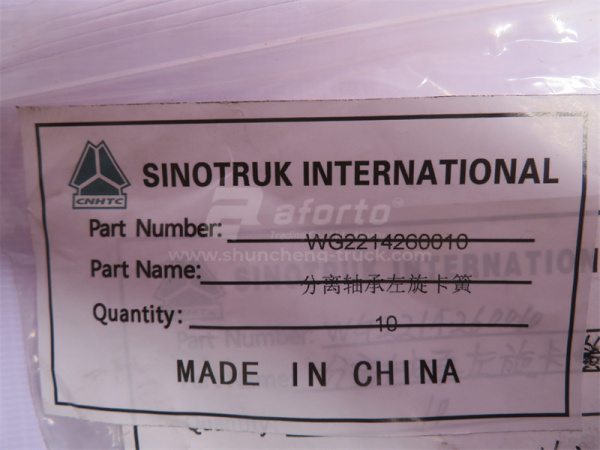 CNHTC
SINOTRUK INTERNATIONAL
aforto
Part Number: WG2214260010
www.shuncheng-truck.com
Part Name: 分离轴承左旋卡簧
Quantity: 10
MADE IN CHINA